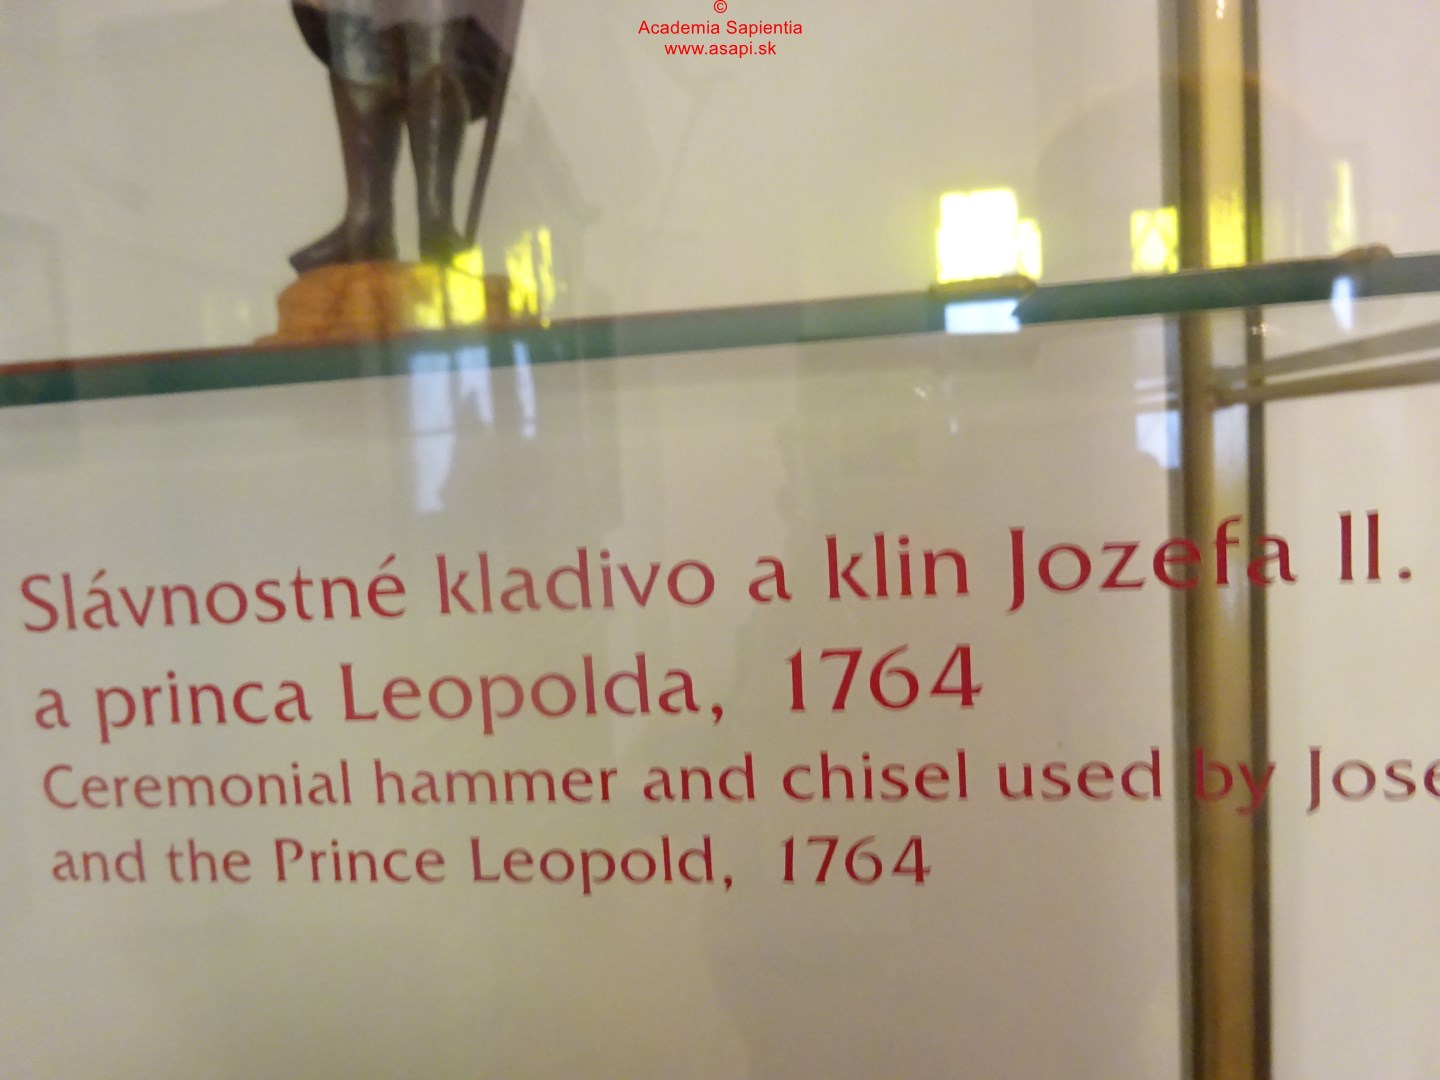 ©
Academia Sapientia
www.asapi.sk
Slávnostné kladivo a klin Jozefa II.
a princa Leopolda, 1764
Ceremonial hammer and chisel used by Jose
and the Prince Leopold, 1764